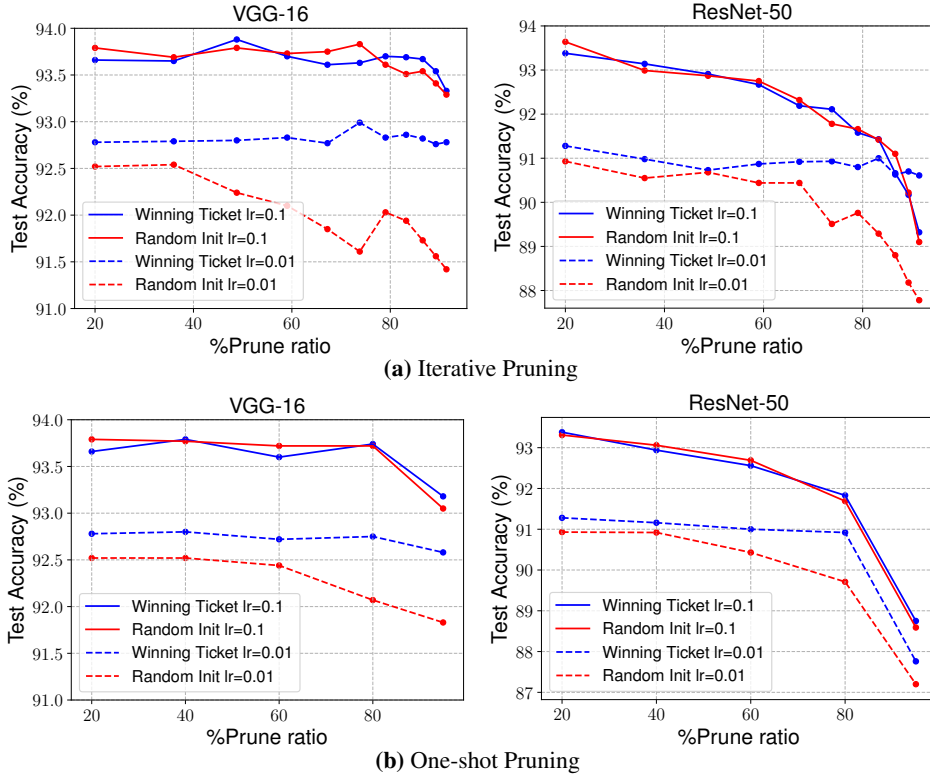 VGG-16
Test Accuracy (%)
94.0
93.5
93.0
92.5
92.0
91.5
91.0
Winning Ticket lr=0.1
Random Init lr=0.1
Winning Ticket lr=0.01
Random Init lr=0.01
20 40 60 80
%Prune ratio
ResNet-50
Test Accuracy (%)
94
93
92
91
90
89
88
Winning Ticket lr=0.1
Random Init lr=0.1
Winning Ticket lr=0.01
Random Init lr=0.01
20 40 60 80
%Prune ratio
(a) Iterative Pruning
VGG-16
Test Accuracy (%)
94.0
93.5
93.0
92.5
92.0
91.5
91.0
Winning Ticket lr=0.1
Random Init lr=0.1
Winning Ticket lr=0.01
Random Init lr=0.01
20 40 60 80
%Prune ratio
ResNet-50
Test Accuracy (%)
93
92
91
90
89
88
87
Winning Ticket lr=0.1
Random Init lr=0.1
Winning Ticket lr=0.01
Random Init lr=0.01
20 40 60 80
%Prune ratio
(b) One-shot Pruning